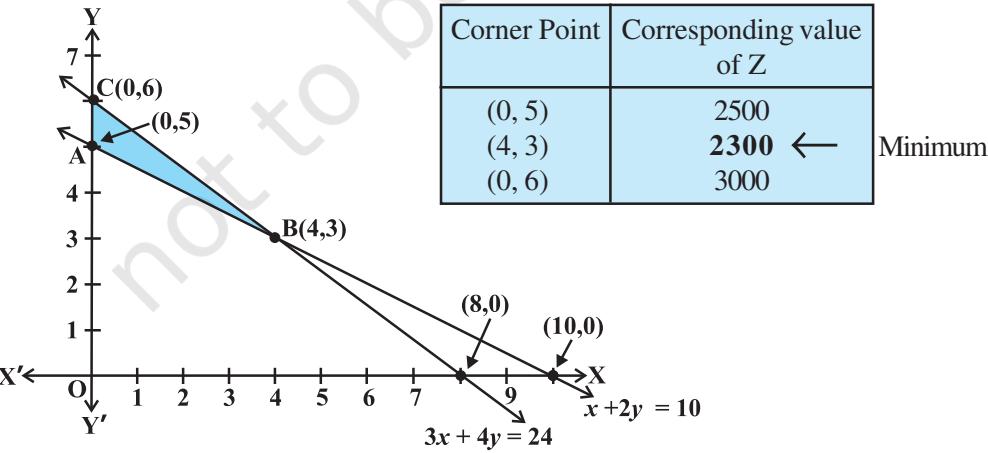 Y
7
C(0,6)
(0,5)
A
4
3
B(4,3)
2
(8,0)
1
(10,0)
X′
O
1 2 3 4 5 6 7 9
X
Y′
x +2y = 10
3x + 4y = 24
Corner Point Corresponding value
of Z
(0, 5) 2500
(4, 3) 2300 ← Minimum
(0, 6) 3000
not to b